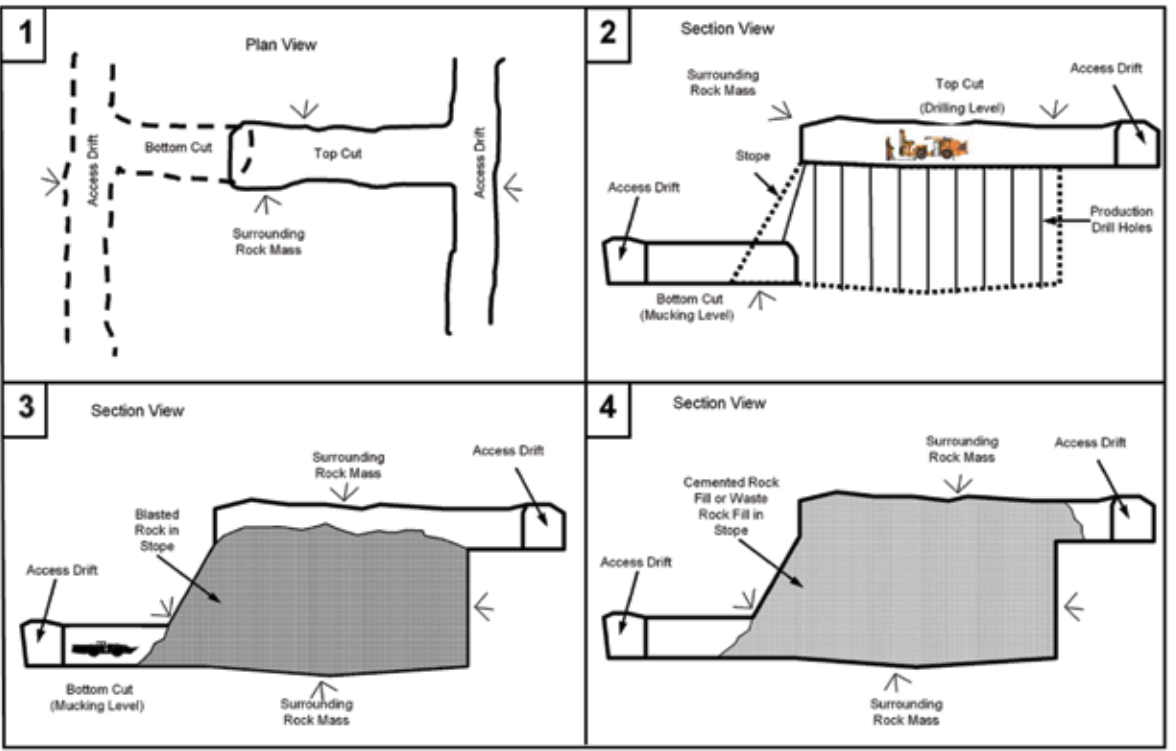 1
Plan View
Access Drift
Bottom Cut
Top Cut
Access Drift
Surrounding
Rock Mass
2
Section View
Surrounding
Rock Mass
Top Cut
(Drilling Level)
Access Drift
Stope
Access Drift
Production
Drill Holes
Bottom Cut
(Mucking Level)
3
Section View
Surrounding
Rock Mass
Access Drift
Blasted
Rock in
Stope
Access Drift
Bottom Cut
(Mucking Level)
Surrounding
Rock Mass
4
Section View
Surrounding
Rock Mass
Access Drift
Cemented Rock
Fill or Waste
Rock Fill in
Stope
Access Drift
Surrounding
Rock Mass